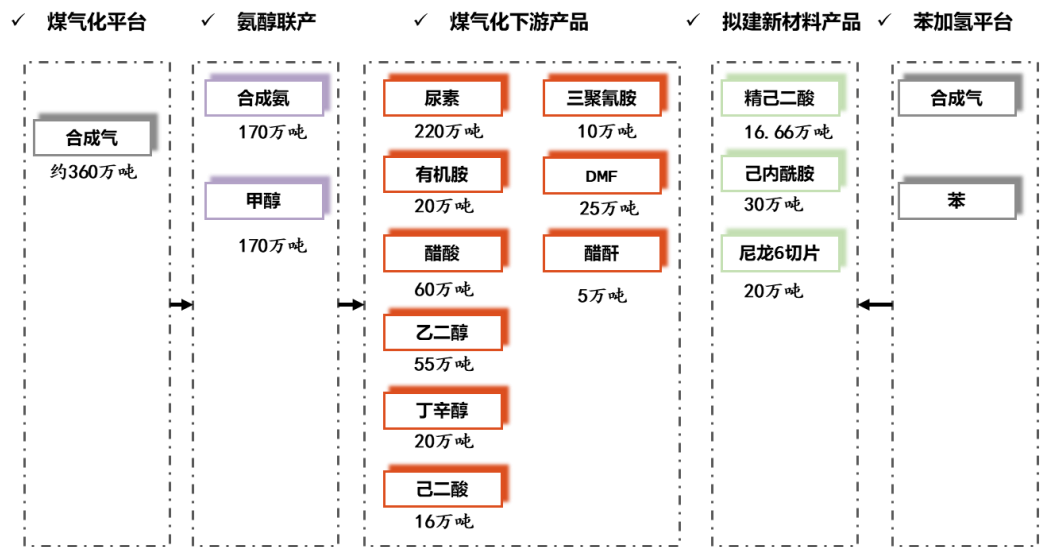 ✓ 煤气化平台
合成气
约360万吨
✓ 氨醇联产
合成氨
170万吨
甲醇
170万吨
✓ 煤气化下游产品
尿素
220万吨
有机胺
20万吨
醋酸
60万吨
乙二醇
55万吨
丁辛醇
20万吨
己二酸
16万吨
三聚氰胺
10万吨
DMF
25万吨
醋酐
5万吨
✓ 拟建新材料产品
精己二酸
16.66万吨
己内酰胺
30万吨
尼龙6切片
20万吨
✓ 苯加氢平台
合成气
苯